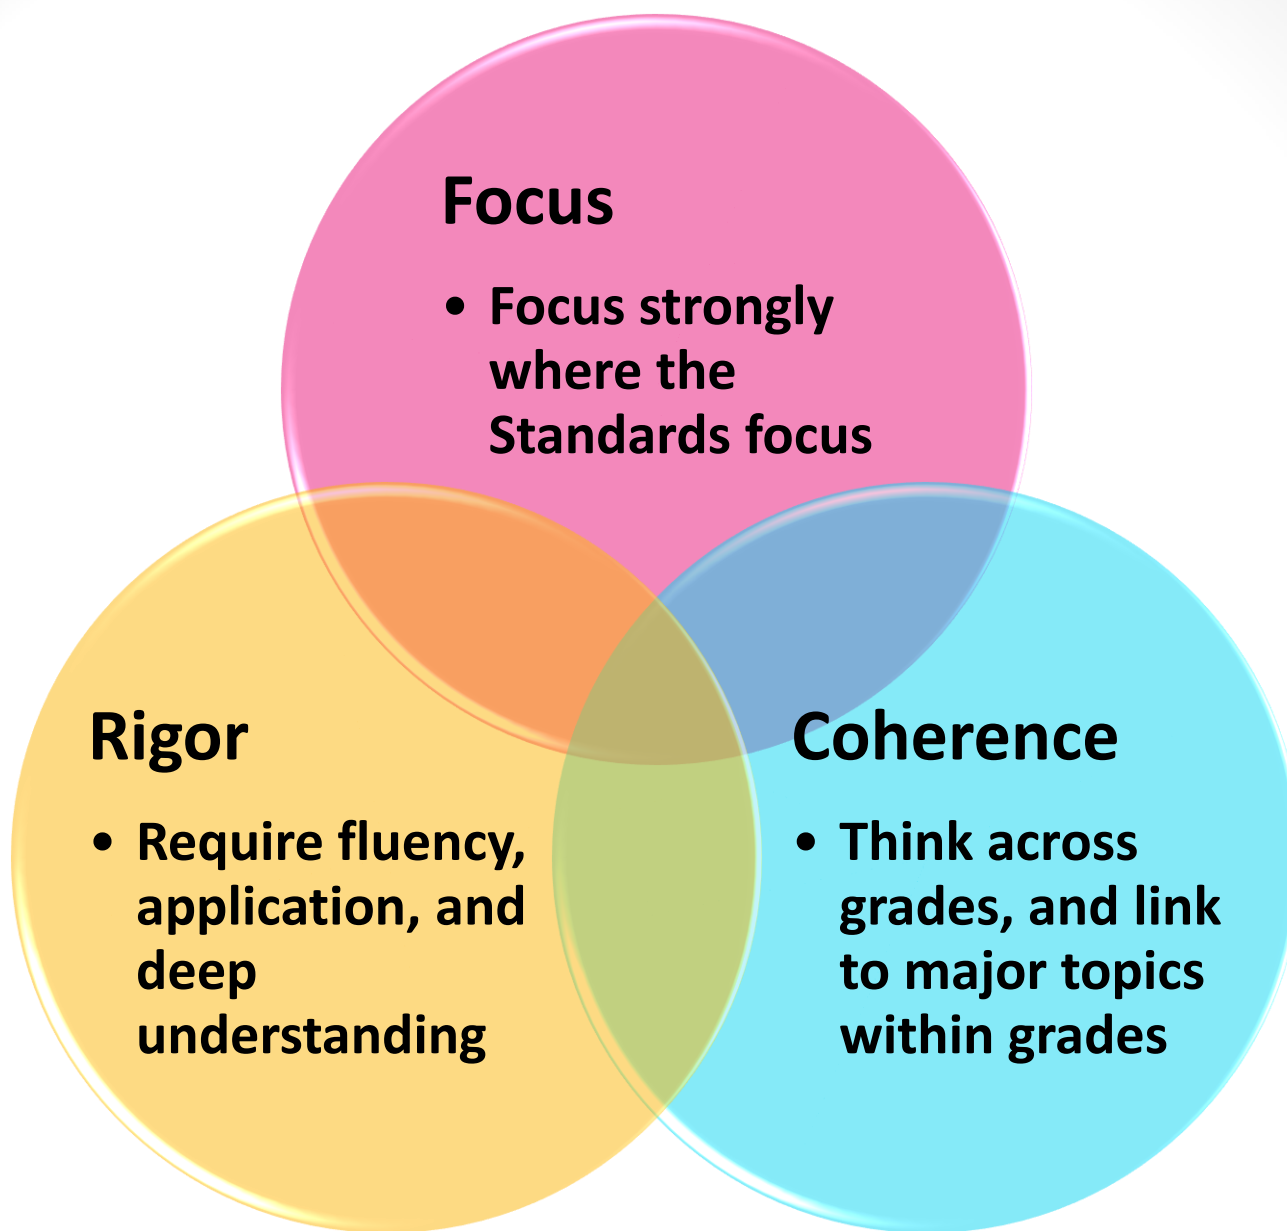 Focus
• Focus strongly
where the
Standards focus
Rigor
• Require fluency,
application, and
deep
understanding
Coherence
• Think across
grades, and link
to major topics
within grades